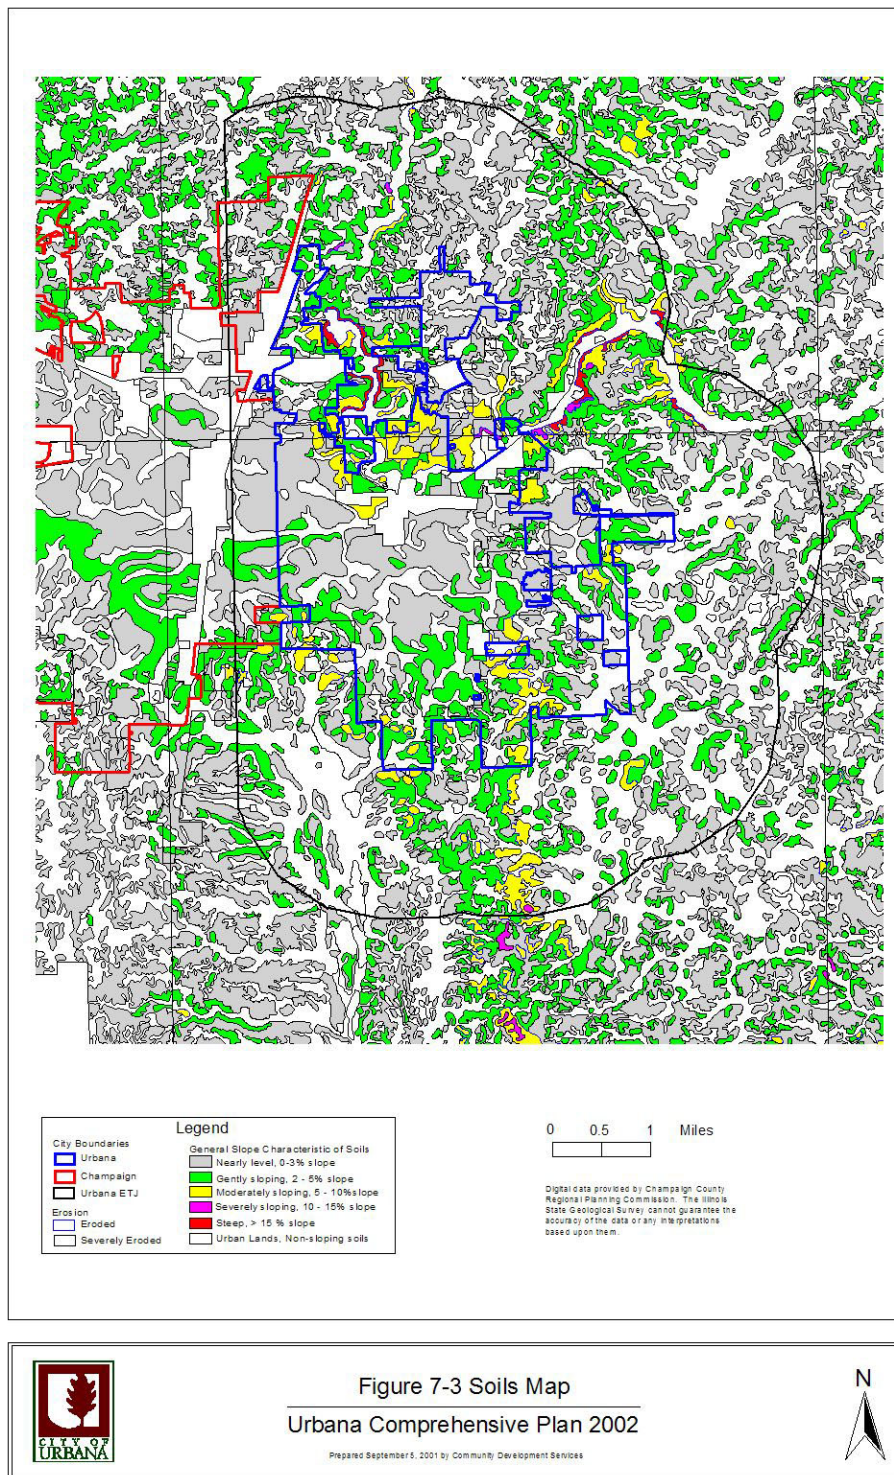 Legend
City Boundaries
Urbana
Champaign
Urbana ETJ
Erosion
Eroded
Severely Eroded
General Slope Characteristic of Soils
Nearly level, 0-3% slope
Gently sloping, 2 - 5% slope
Moderately sloping, 5 - 10%slope
Severely sloping, 10 - 15% slope
Steep, > 15 % slope
Urban Lands, Non-sloping soils
0 0.5 1 Miles
Digital data provided by Champaign County
Regional Planning Commission. The Illinois
State Geological Survey cannot guarantee the
accuracy of the data or any interpretations
based upon them.
CITY OF
URBANA
Figure 7-3 Soils Map
Urbana Comprehensive Plan 2002
Prepared September 5, 2001 by Community Development Services
N